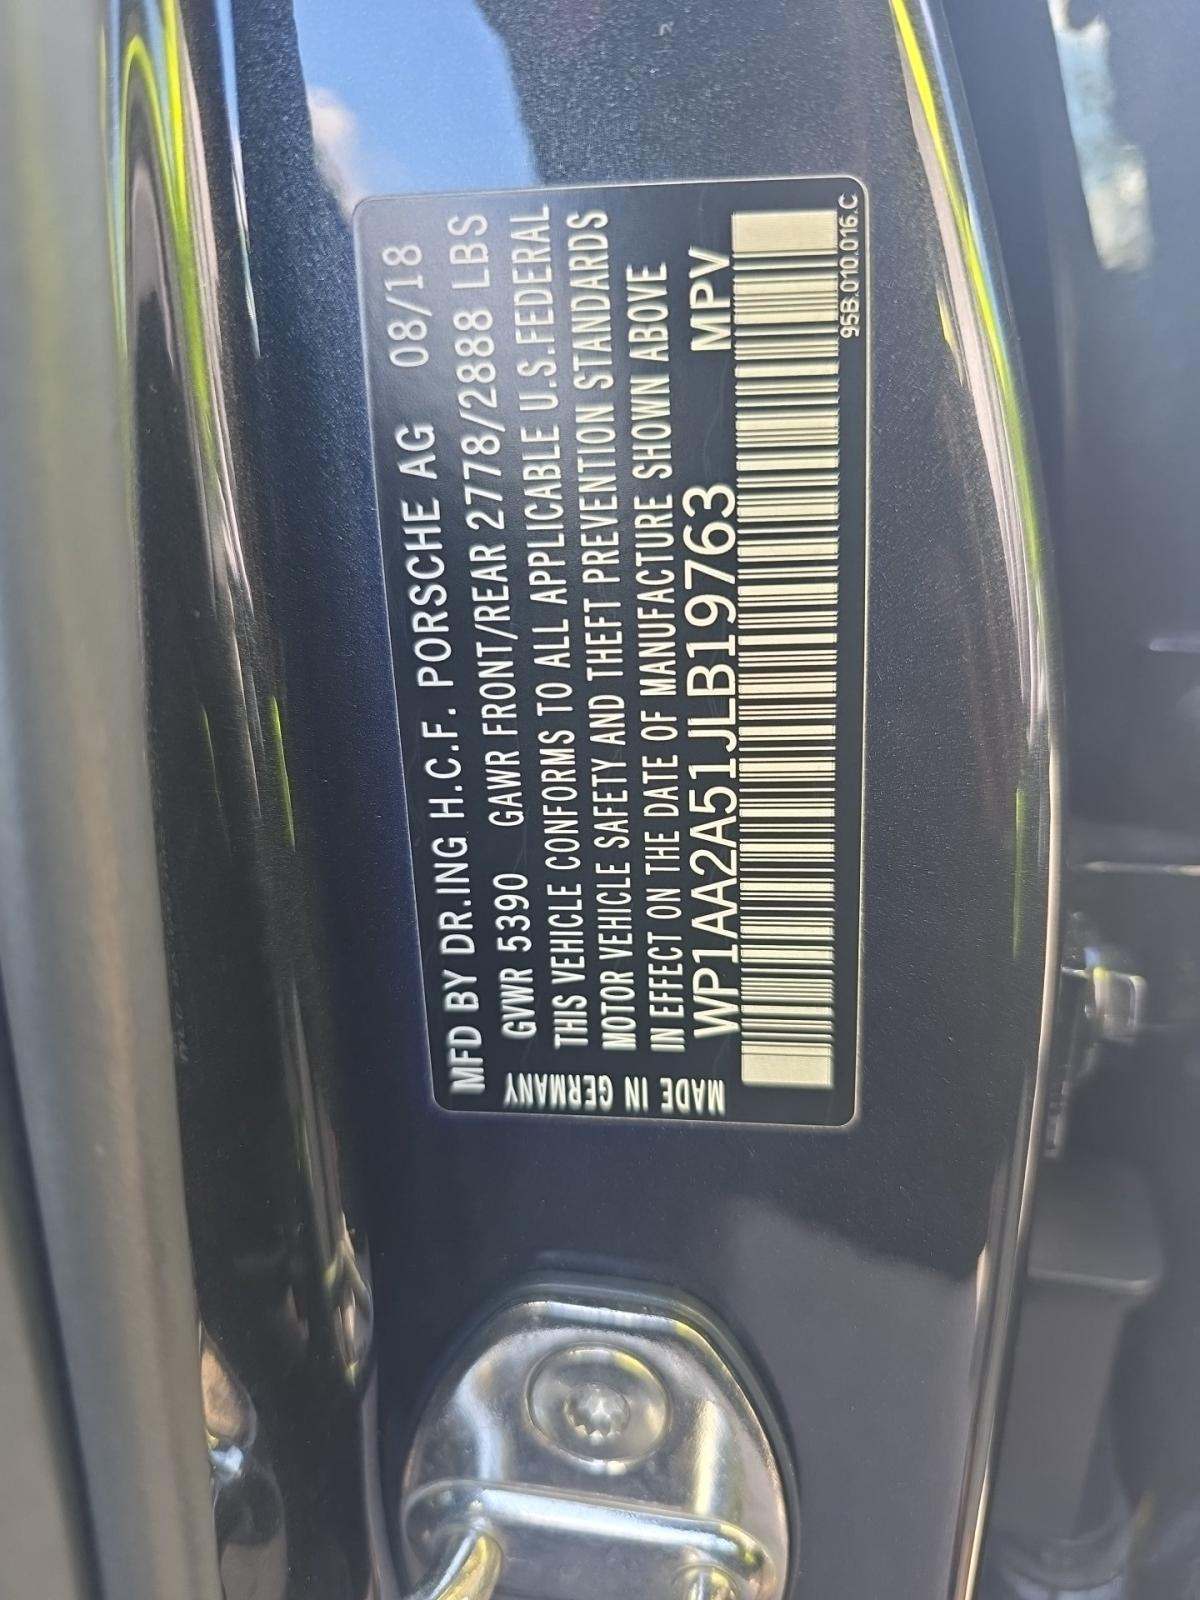 MFD BY DR.ING H.C.F. PORSCHE AG 08/18
GVWR 5390 GAWR FRONT/REAR 2778/2888 LBS
THIS VEHICLE CONFORMS TO ALL APPLICABLE U.S.FEDERAL
MOTOR VEHICLE SAFETY AND THEFT PREVENTION STANDARDS
IN EFFECT ON THE DATE OF MANUFACTURE SHOWN ABOVE
WP1AA2A51JLB19763 MPV
MADE IN GERMANY
95B.010.016.C